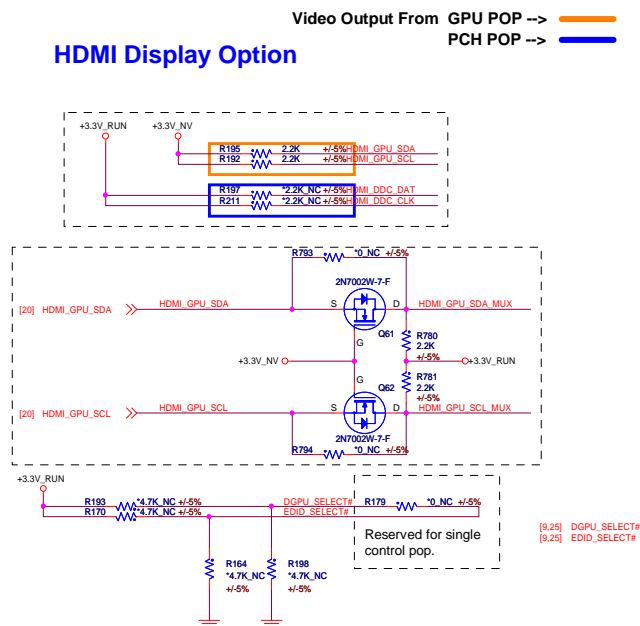 Video Output From GPU POP -->
PCH POP -->
HDMI Display Option
+3.3V_RUN +3.3V_NV
R195 2.2K +/-5% HDMI_GPU_SDA
R192 2.2K +/-5% HDMI_GPU_SCL
R197 *2.2K_NC +/-5% HDMI_DDC_DAT
R211 *2.2K_NC +/-5% HDMI_DDC_CLK
R793 *0_NC +/-5%
2N7002W-7-F
[20] HDMI_GPU_SDA HDMI_GPU_SDA S D HDMI_GPU_SDA_MUX
Q61
G
R780
2.2K
+/-5%
+3.3V_NV +3.3V_RUN
R781
2.2K
+/-5%
G
Q62
[20] HDMI_GPU_SCL HDMI_GPU_SCL S D HDMI_GPU_SCL_MUX
2N7002W-7-F
R794 *0_NC +/-5%
+3.3V_RUN
R193 *4.7K_NC +/-5% DGPU_SELECT# R179 *0_NC +/-5%
R170 *4.7K_NC +/-5% EDID_SELECT#
Reserved for single
control pop.
[9,25] DGPU_SELECT#
[9,25] EDID_SELECT#
R164
*4.7K_NC
+/-5%
R198
*4.7K_NC
+/-5%